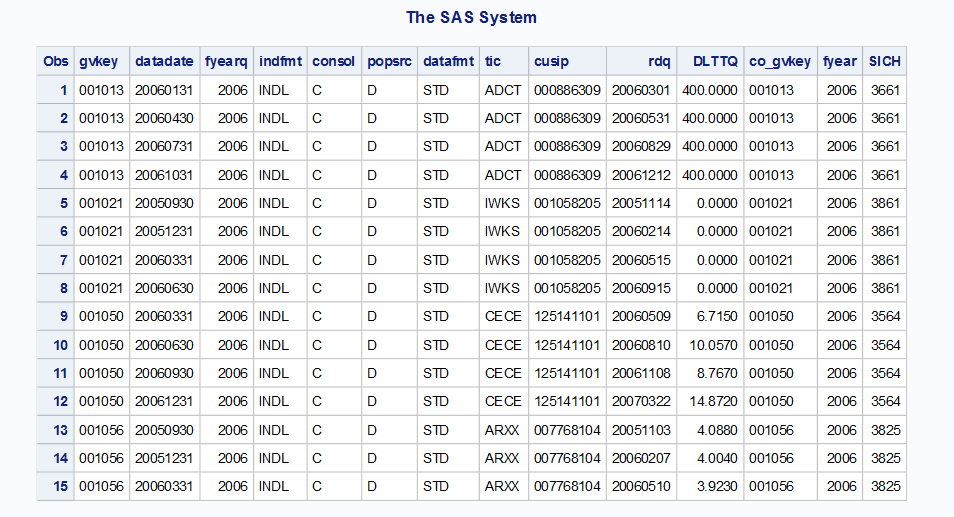 The SAS System
Obs gvkey datadate fyearq indfmt consol popsrc datafmt tic cusip rdq DLTTQ co_gvkey fyear SICH
1 001013 20060131 2006 INDL C D STD ADCT 000886309 20060301 400.0000 001013 2006 3661
2 001013 20060430 2006 INDL C D STD ADCT 000886309 20060531 400.0000 001013 2006 3661
3 001013 20060731 2006 INDL C D STD ADCT 000886309 20060829 400.0000 001013 2006 3661
4 001013 20061031 2006 INDL C D STD ADCT 000886309 20061212 400.0000 001013 2006 3661
5 001021 20050930 2006 INDL C D STD IWKS 001058205 20051114 0.0000 001021 2006 3861
6 001021 20051231 2006 INDL C D STD IWKS 001058205 20060214 0.0000 001021 2006 3861
7 001021 20060331 2006 INDL C D STD IWKS 001058205 20060515 0.0000 001021 2006 3861
8 001021 20060630 2006 INDL C D STD IWKS 001058205 20060915 0.0000 001021 2006 3861
9 001050 20060331 2006 INDL C D STD CECE 125141101 20060509 6.7150 001050 2006 3564
10 001050 20060630 2006 INDL C D STD CECE 125141101 20060810 10.0570 001050 2006 3564
11 001050 20060930 2006 INDL C D STD CECE 125141101 20061108 8.7670 001050 2006 3564
12 001050 20061231 2006 INDL C D STD CECE 125141101 20070322 14.8720 001050 2006 3564
13 001056 20050930 2006 INDL C D STD ARXX 007768104 20051103 4.0880 001056 2006 3825
14 001056 20051231 2006 INDL C D STD ARXX 007768104 20060207 4.0040 001056 2006 3825
15 001056 20060331 2006 INDL C D STD ARXX 007768104 20060510 3.9230 001056 2006 3825